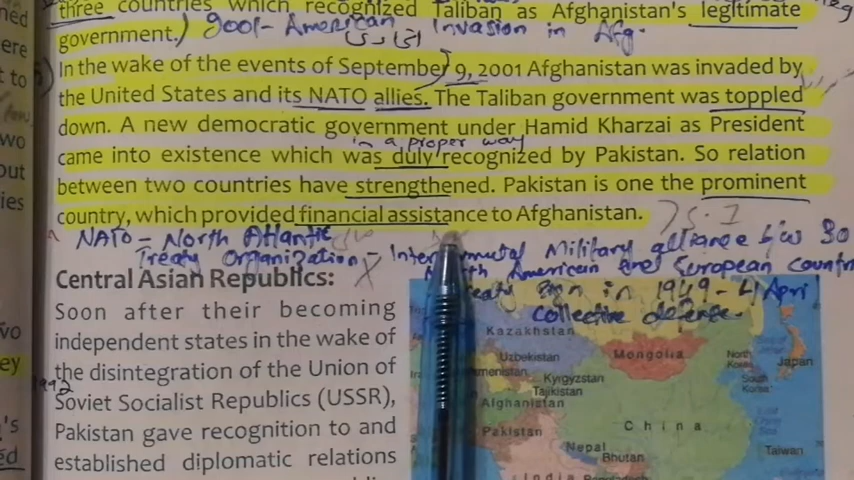 three countries which recognized Taliban as Afghanistan's legitimate
government.) 2001- American Invasion in Afg.
اتحادی
In the wake of the events of September 9, 2001 Afghanistan was invaded by
the United States and its NATO allies. The Taliban government was toppled
down. A new democratic government under Hamid Kharzai as President
in a proper way
came into existence which was duly recognized by Pakistan. So relation
between two countries have strengthened. Pakistan is one the prominent
country, which provided financial assistance to Afghanistan.
NATO - North Atlantic
Treaty Organization - Military alliance b/w 30
American and European
sign in 1949 - 4 April
collective defense.
Central Asian Republics:
Soon after their becoming
independent states in the wake of
the disintegration of the Union of
1992
Soviet Socialist Republics (USSR),
Pakistan gave recognition to and
established diplomatic relations
Kazakhstan
Uzbekistan
Mongolia
Kyrgyzstan
Tajikistan
Afghanistan
Pakistan
China
Nepal
Bhutan
North
Korea
South
Korea
Japan
Taiwan